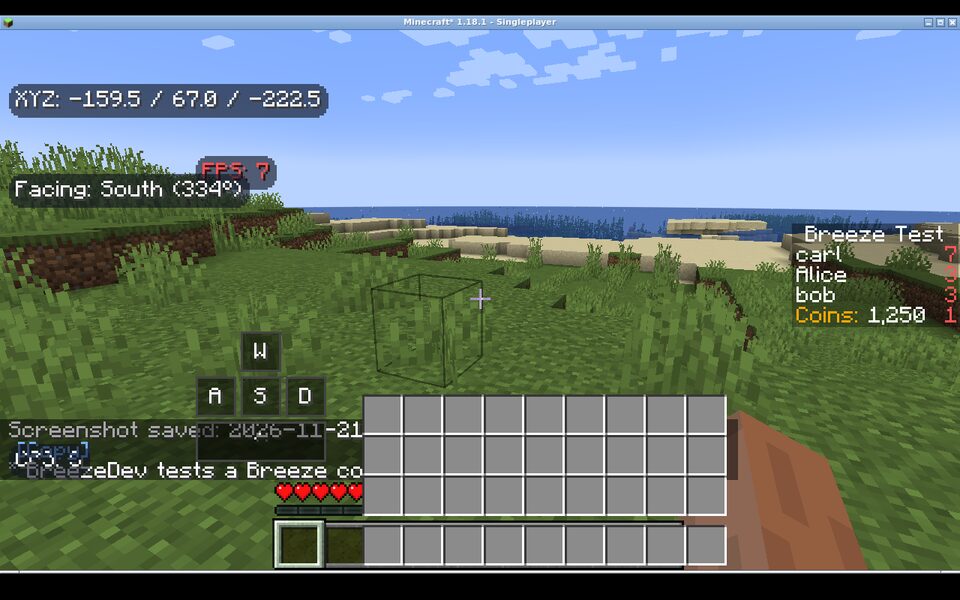 Minecraft* 1.18.1 - Singleplayer
XYZ: -159.5 / 67.0 / -222.5
FPS: 7
Facing: South (334°)
Breeze Test
carl 7
Alice 3
bob 3
Coins: 1,250 1
W
A S D
Screenshot saved: 2026-11-21
[Copy]
* BreezeDev tests a Breeze co